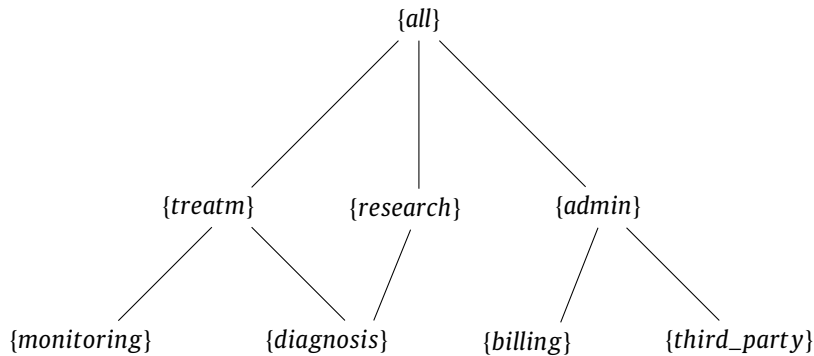 {all}
{treatm} {research} {admin}
{monitoring} {diagnosis} {billing} {third_party}